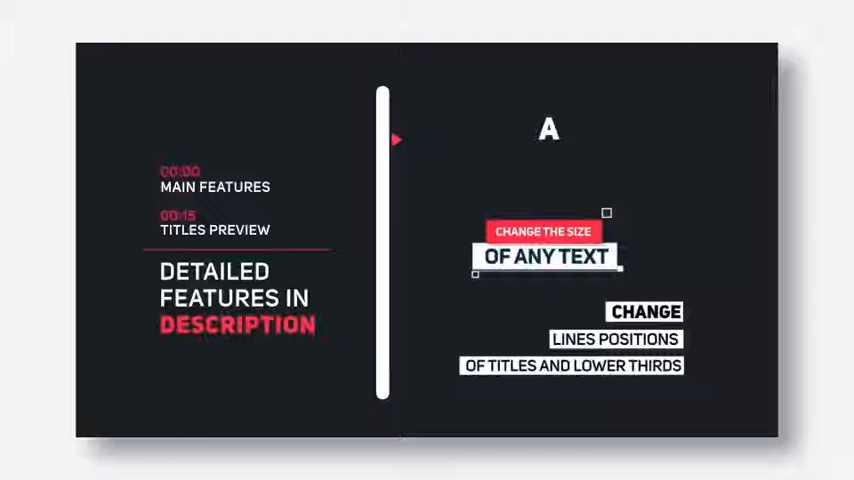 00:00
MAIN FEATURES
00:15
TITLES PREVIEW
DETAILED
FEATURES IN
DESCRIPTION
A
CHANGE THE SIZE
OF ANY TEXT
CHANGE
LINES POSITIONS
OF TITLES AND LOWER THIRDS